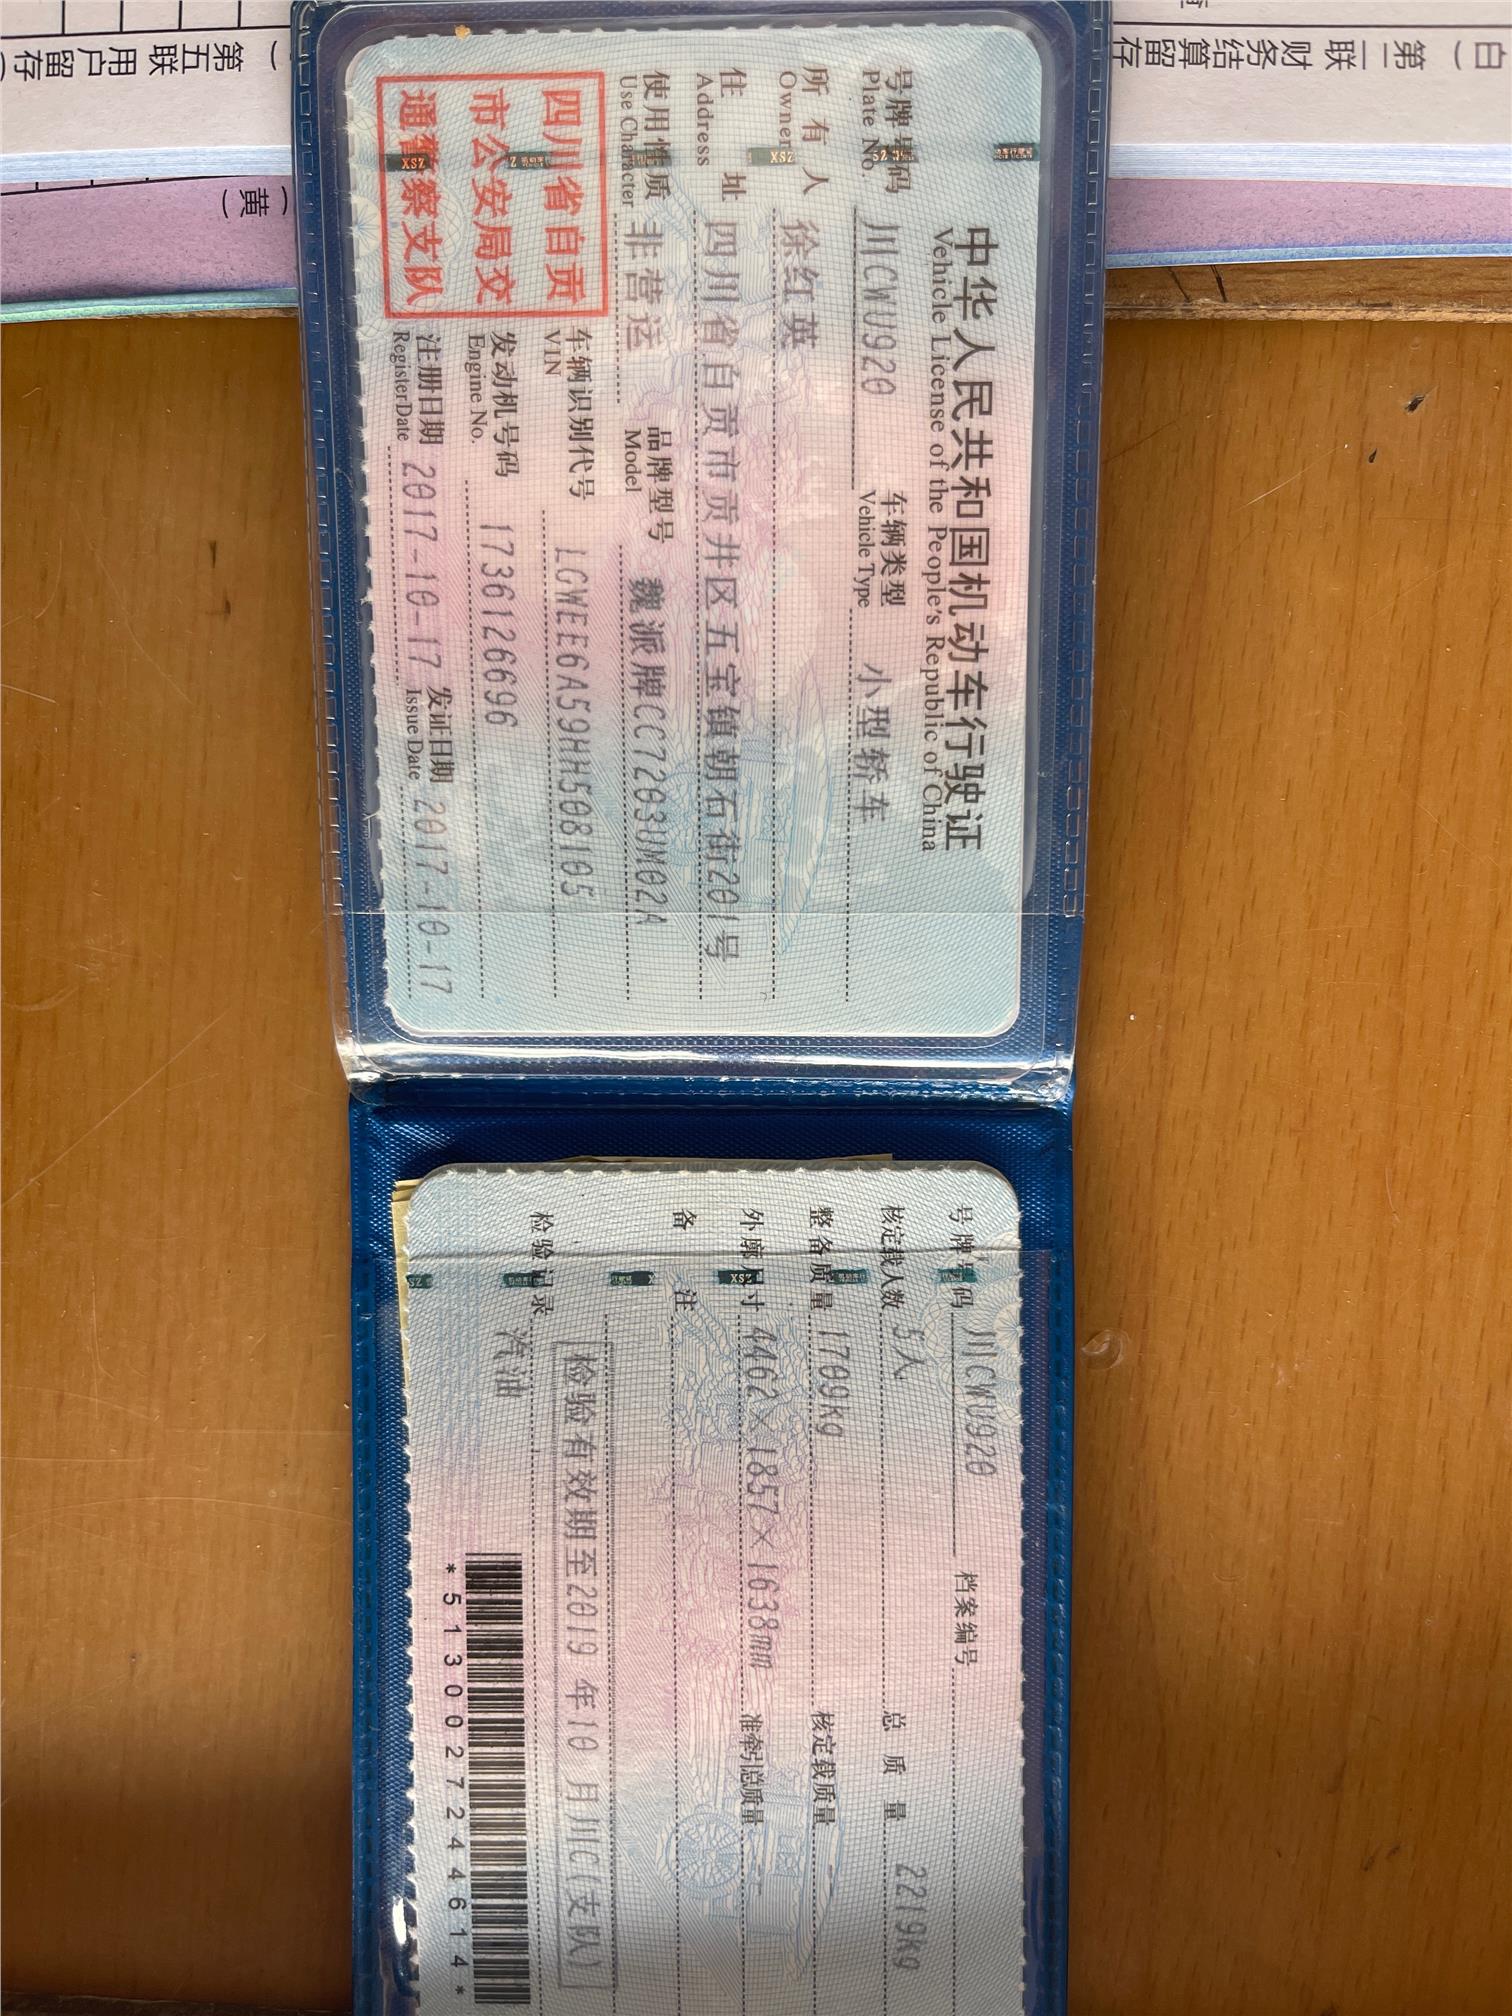 中华人民共和国机动车行驶证
Vehicle License of the People's Republic of China
号牌号码 川CWU920 车辆类型 小型轿车
Plate No. Vehicle Type
所有人 徐红英
Owner
住址 四川省自贡市贡井区五宝镇朝石街201号
Address
使用性质 非营运 品牌型号 魏派牌CC7203UM02A
Use Character Model
四川省自贡
市公安局交
通警察支队
车辆识别代号 LGWEE6A59HH508105
VIN
发动机号码 1736126696
Engine No.
注册日期 2017-10-17 发证日期 2017-10-17
Register Date Issue Date
号牌号码 川CWU920 档案编号
核定载人数 5人 总质量 2219kg
整备质量 1709kg 核定载质量 --
外廓尺寸 4462×1857×1638mm 准牵引总质量 --
备注
检验有效期至2019年10月川C(支队)
检验记录
汽油
*5130027244614*
第五联 用户留存
(黄)
第一联 财务结算留存